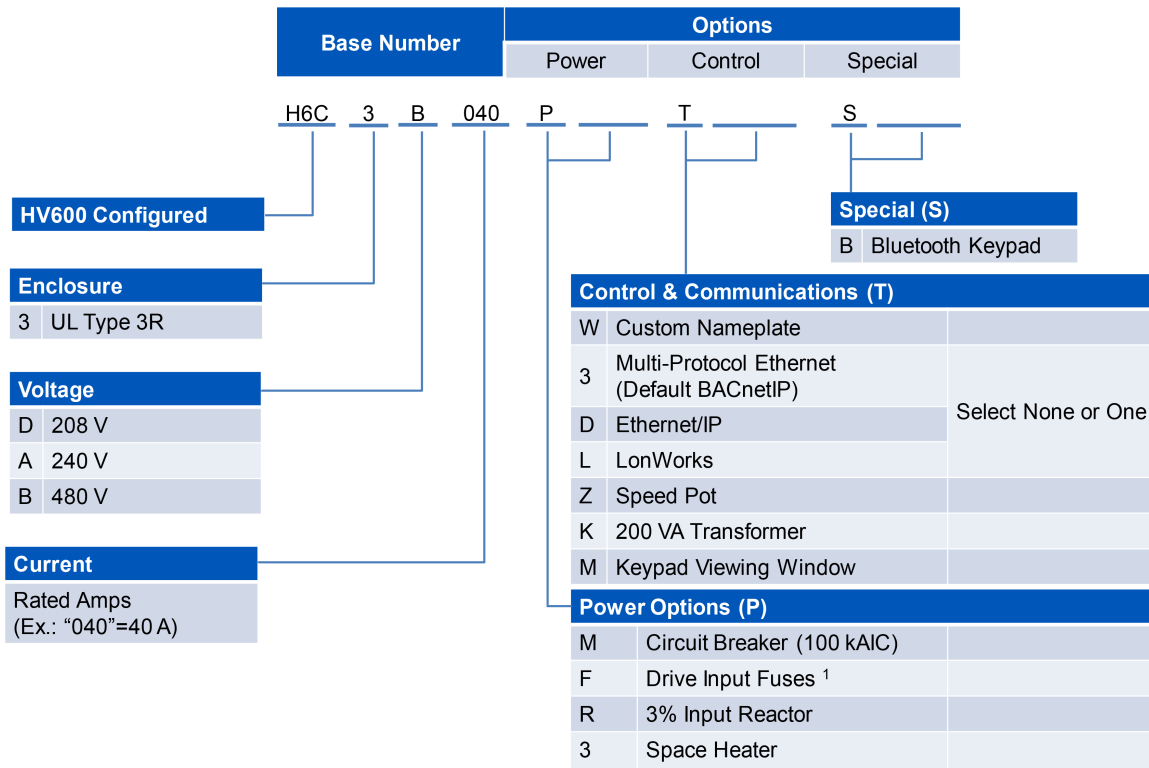 Base Number
Options
Power Control Special
H6C 3 B 040 P T S
HV600 Configured
Enclosure
3 UL Type 3R
Voltage
D 208 V
A 240 V
B 480 V
Current
Rated Amps
(Ex.: “040”=40 A)
Special (S)
B Bluetooth Keypad
Control & Communications (T)
W Custom Nameplate
3 Multi-Protocol Ethernet
(Default BACnetIP)
D Ethernet/IP
L LonWorks
Select None or One
Z Speed Pot
K 200 VA Transformer
M Keypad Viewing Window
Power Options (P)
M Circuit Breaker (100 kAIC)
F Drive Input Fuses ¹
R 3% Input Reactor
3 Space Heater